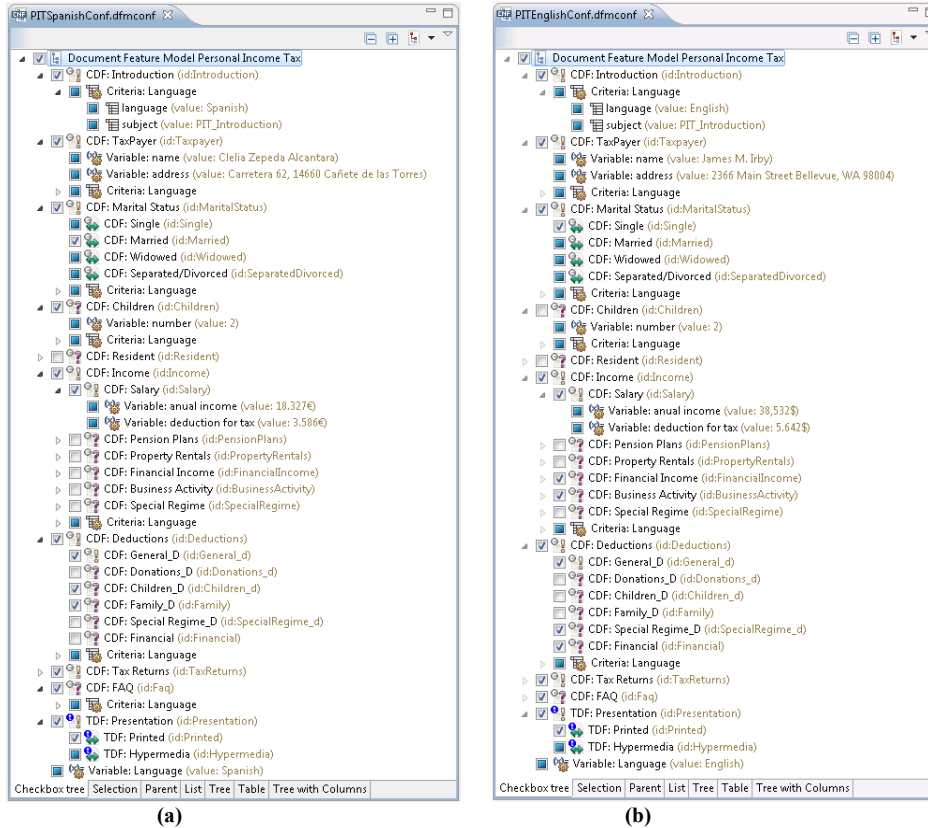 PITSpanishConf.dfmconf
Document Feature Model Personal Income Tax
CDF: Introduction (id:Introduction)
Criteria: Language
language (value: Spanish)
subject (value: PIT_Introduction)
CDF: TaxPayer (id:Taxpayer)
Variable: name (value: Clelia Zepeda Alcantara)
Variable: address (value: Carretera 62, 14660 Cañete de las Torres)
Criteria: Language
CDF: Marital Status (id:MaritalStatus)
CDF: Single (id:Single)
CDF: Married (id:Married)
CDF: Widowed (id:Widowed)
CDF: Separated/Divorced (id:SeparatedDivorced)
Criteria: Language
CDF: Children (id:Children)
Variable: number (value: 2)
Criteria: Language
CDF: Resident (id:Resident)
CDF: Income (id:Income)
CDF: Salary (id:Salary)
Variable: anual income (value: 18.327€)
Variable: deduction for tax (value: 3.586€)
CDF: Pension Plans (id:PensionPlans)
CDF: Property Rentals (id:PropertyRentals)
CDF: Financial Income (id:FinancialIncome)
CDF: Business Activity (id:BusinessActivity)
CDF: Special Regime (id:SpecialRegime)
Criteria: Language
CDF: Deductions (id:Deductions)
CDF: General_D (id:General_d)
CDF: Donations_D (id:Donations_d)
CDF: Children_D (id:Children_d)
CDF: Family_D (id:Family)
CDF: Special Regime_D (id:SpecialRegime_d)
CDF: Financial (id:Financial)
Criteria: Language
CDF: Tax Returns (id:TaxReturns)
CDF: FAQ (id:Faq)
Criteria: Language
TDF: Presentation (id:Presentation)
TDF: Printed (id:Printed)
TDF: Hypermedia (id:Hypermedia)
Variable: Language (value: Spanish)
Checkbox tree Selection Parent List Tree Table Tree with Columns
(a)
PITEnglishConf.dfmconf
Document Feature Model Personal Income Tax
CDF: Introduction (id:Introduction)
Criteria: Language
language (value: English)
subject (value: PIT_Introduction)
CDF: TaxPayer (id:Taxpayer)
Variable: name (value: James M. Irby)
Variable: address (value: 2366 Main Street Bellevue, WA 98004)
Criteria: Language
CDF: Marital Status (id:MaritalStatus)
CDF: Single (id:Single)
CDF: Married (id:Married)
CDF: Widowed (id:Widowed)
CDF: Separated/Divorced (id:SeparatedDivorced)
Criteria: Language
CDF: Children (id:Children)
Variable: number (value: 2)
Criteria: Language
CDF: Resident (id:Resident)
CDF: Income (id:Income)
CDF: Salary (id:Salary)
Variable: anual income (value: 38,532$)
Variable: deduction for tax (value: 5.642$)
CDF: Pension Plans (id:PensionPlans)
CDF: Property Rentals (id:PropertyRentals)
CDF: Financial Income (id:FinancialIncome)
CDF: Business Activity (id:BusinessActivity)
CDF: Special Regime (id:SpecialRegime)
Criteria: Language
CDF: Deductions (id:Deductions)
CDF: General_D (id:General_d)
CDF: Donations_D (id:Donations_d)
CDF: Children_D (id:Children_d)
CDF: Family_D (id:Family)
CDF: Special Regime_D (id:SpecialRegime_d)
CDF: Financial (id:Financial)
Criteria: Language
CDF: Tax Returns (id:TaxReturns)
CDF: FAQ (id:Faq)
TDF: Presentation (id:Presentation)
TDF: Printed (id:Printed)
TDF: Hypermedia (id:Hypermedia)
Variable: Language (value: English)
Checkbox tree Selection Parent List Tree Table Tree with Columns
(b)